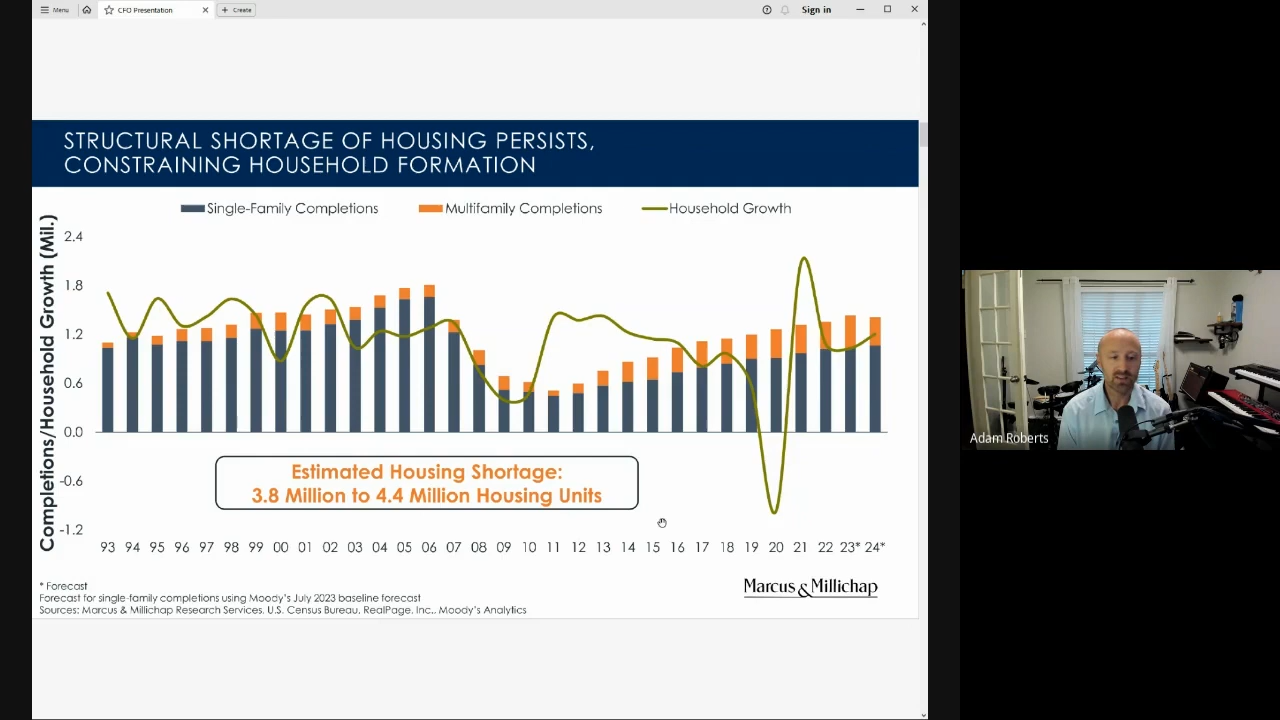 Menu
CFO Presentation
Create
Sign in
STRUCTURAL SHORTAGE OF HOUSING PERSISTS,
CONSTRAINING HOUSEHOLD FORMATION
Single-Family Completions
Multifamily Completions
Household Growth
Completions/Household Growth (Mil.)
2.4
1.8
1.2
0.6
0.0
-0.6
-1.2
Estimated Housing Shortage:
3.8 Million to 4.4 Million Housing Units
93 94 95 96 97 98 99 00 01 02 03 04 05 06 07 08 09 10 11 12 13 14 15 16 17 18 19 20 21 22 23* 24*
* Forecast
Forecast for single-family completions using Moody's July 2023 baseline forecast
Sources: Marcus & Millichap Research Services, U.S. Census Bureau, RealPage, Inc., Moody's Analytics
Marcus & Millichap
Adam Roberts